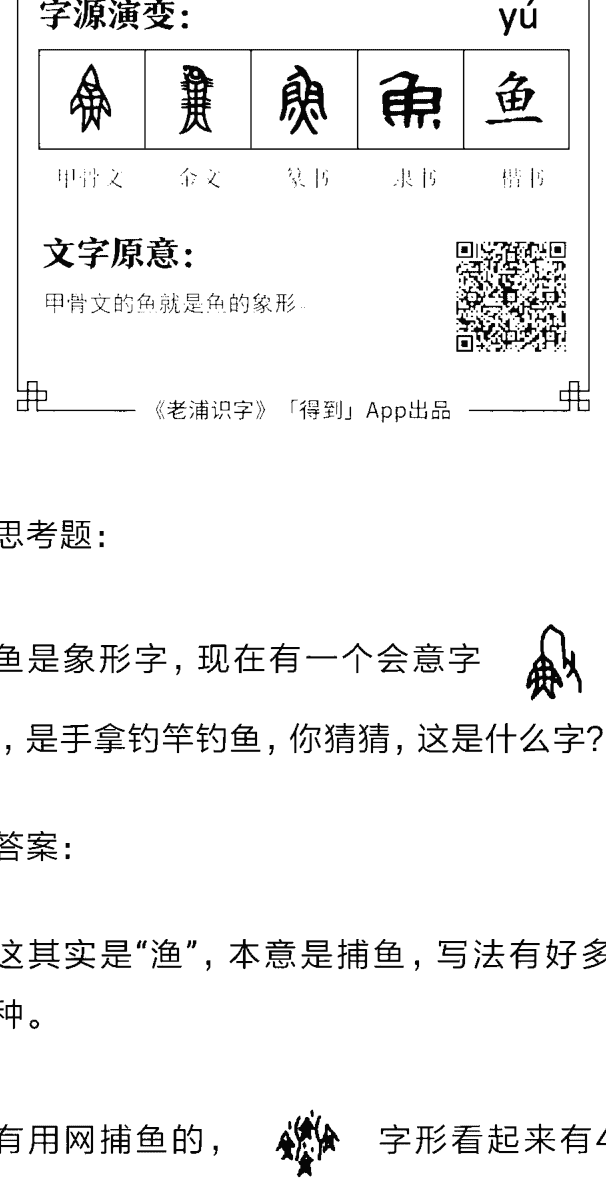 字源演变： yú
鱼 魚 鱼
甲骨文 金文 篆书 隶书 楷书
文字原意：
甲骨文的鱼就是鱼的象形
《老浦识字》「得到」App出品
思考题：
鱼是象形字，现在有一个会意字
，是手拿钓竿钓鱼，你猜猜，这是什么字？
答案：
这其实是“渔”，本意是捕鱼，写法有好多
种。
有用网捕鱼的， 字形看起来有4